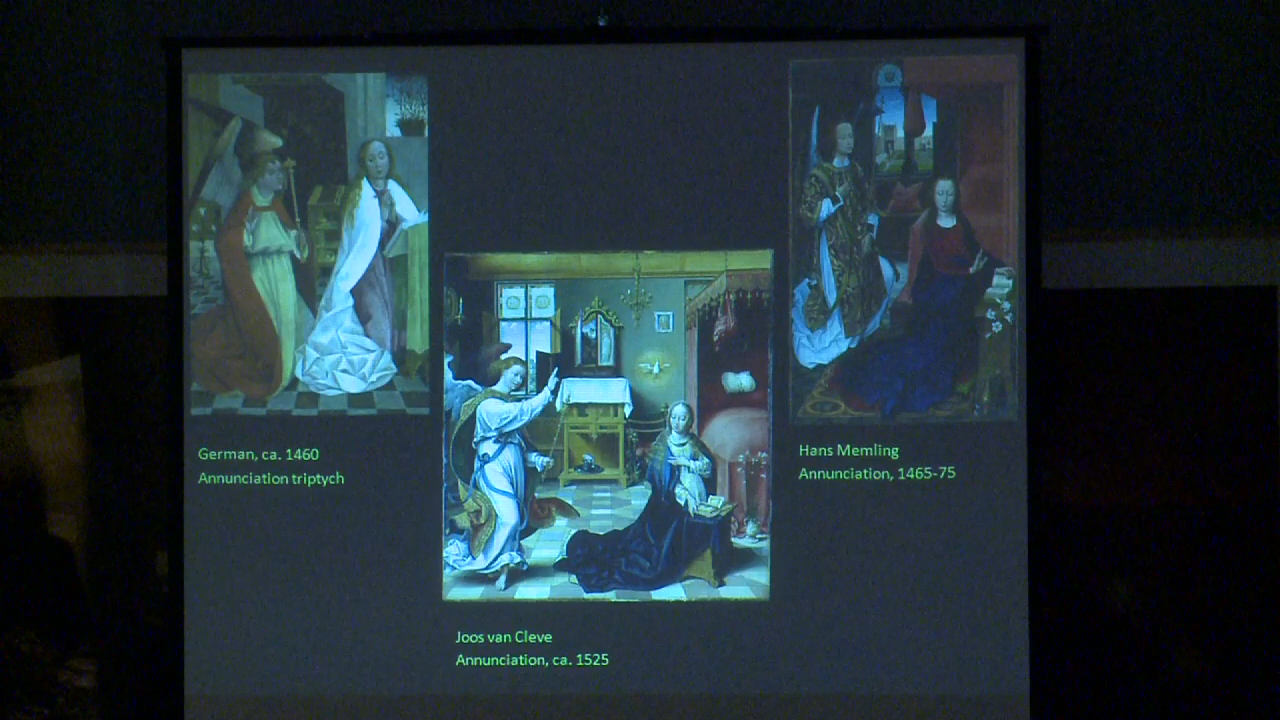 German, ca. 1460
Annunciation triptych
Joos van Cleve
Annunciation, ca. 1525
Hans Memling
Annunciation, 1465-75